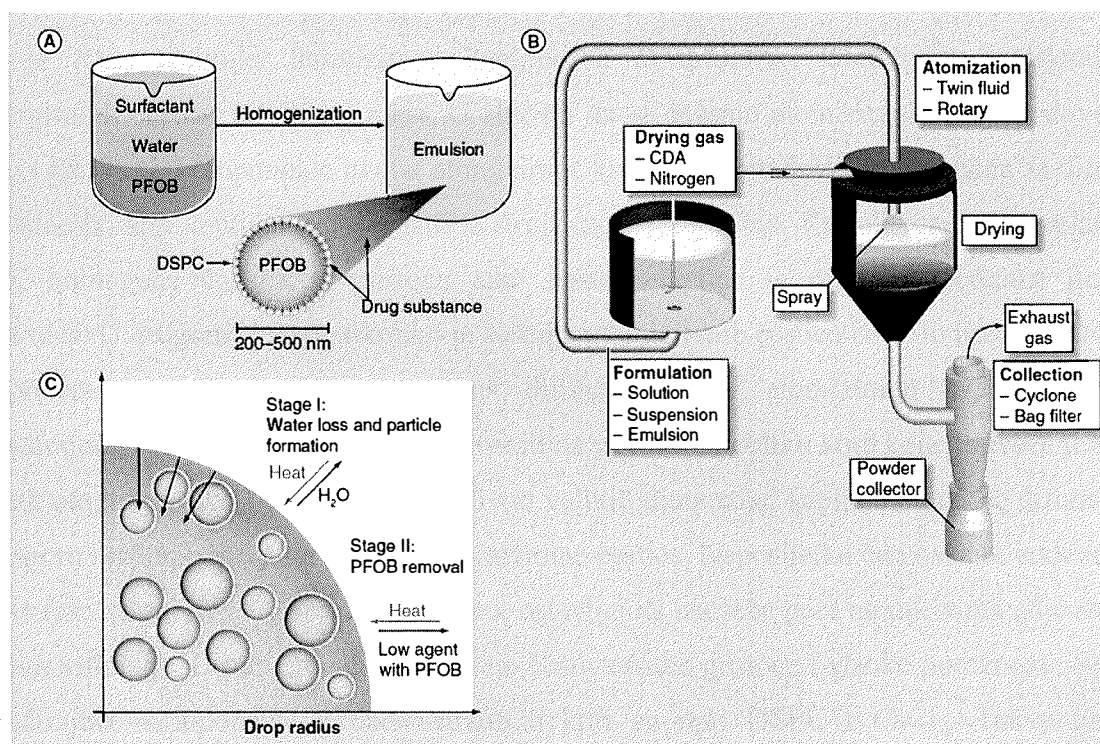 A
Surfactant
Water
PFOB
Homogenization
Emulsion
DSPC
PFOB
Drug substance
200–500 nm
B
Atomization
– Twin fluid
– Rotary
Drying gas
– CDA
– Nitrogen
Drying
Spray
Exhaust
gas
Formulation
– Solution
– Suspension
– Emulsion
Collection
– Cyclone
– Bag filter
Powder
collector
C
Stage I:
Water loss and particle
formation
Heat
H₂O
Stage II:
PFOB removal
Heat
Low agent
with PFOB
Drop radius